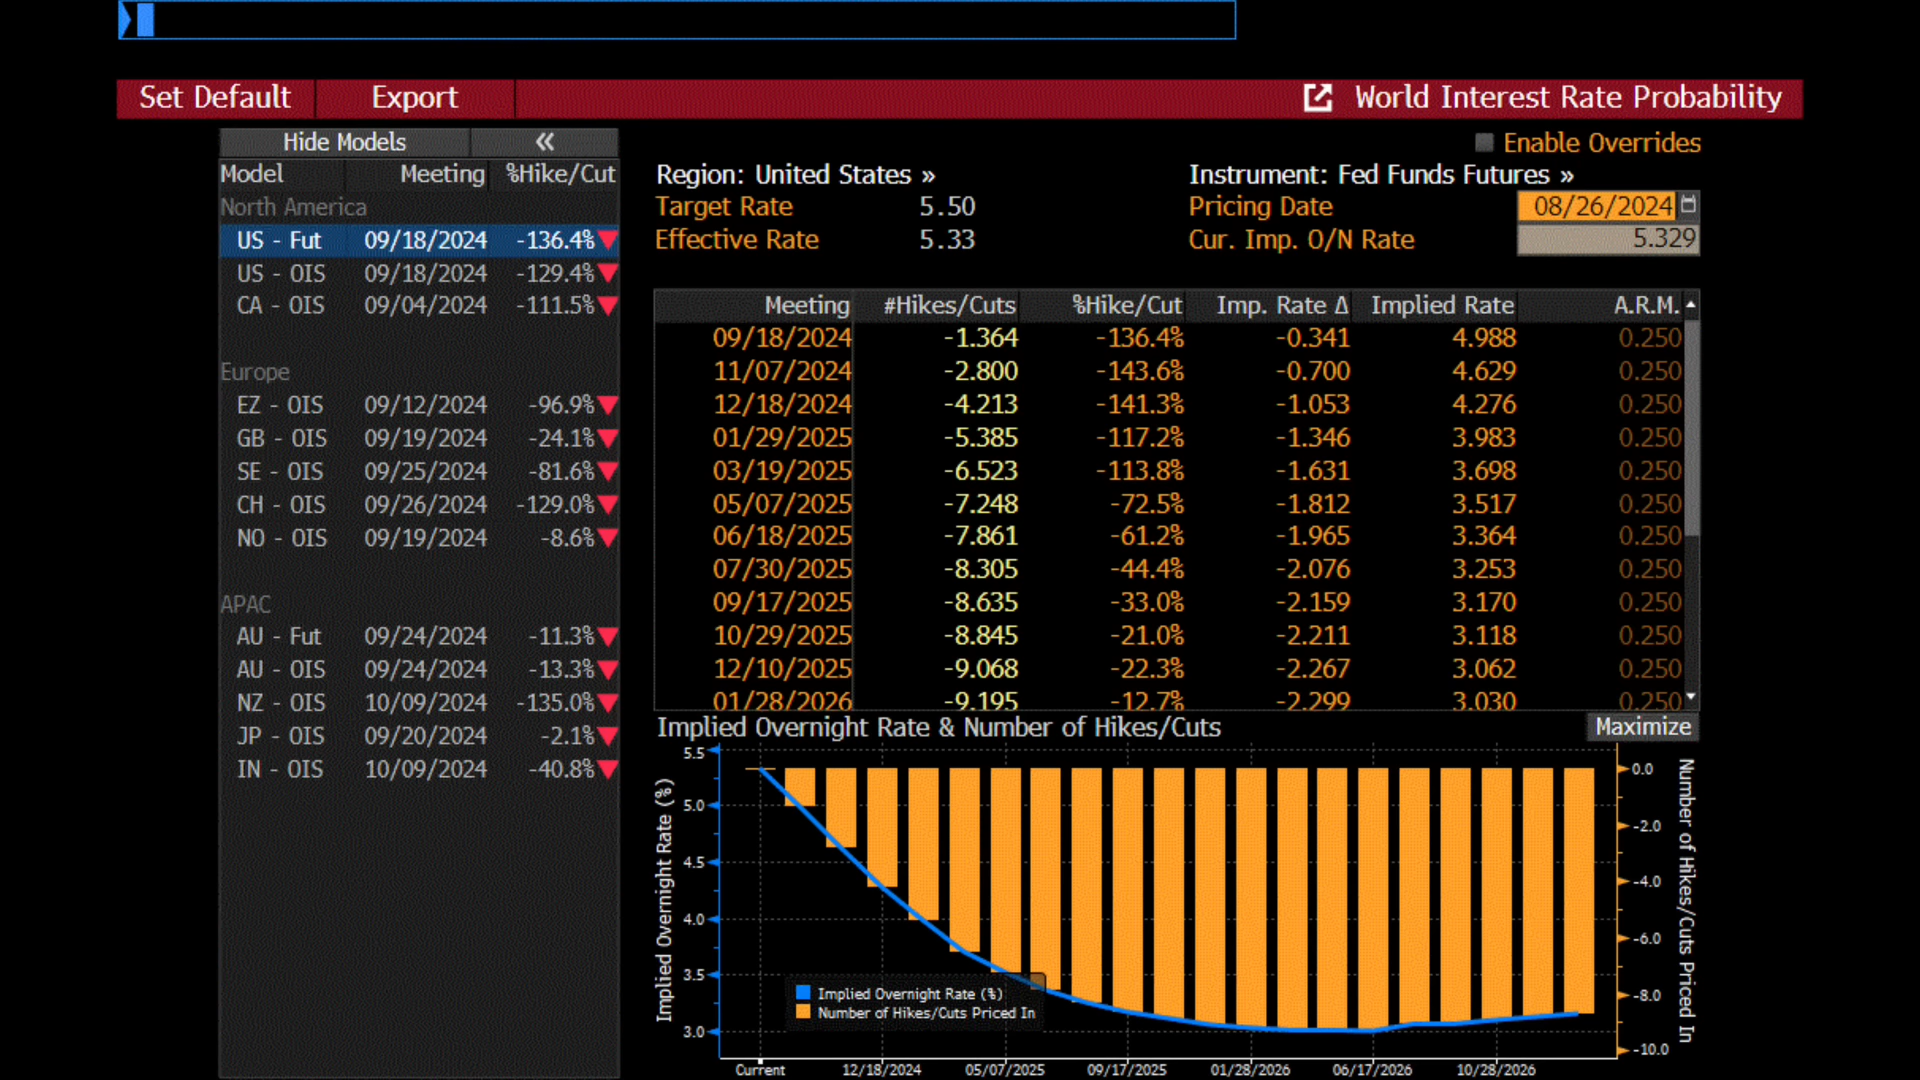 Set Default Export World Interest Rate Probability
Hide Models «
Model Meeting %Hike/Cut
North America
US - Fut 09/18/2024 -136.4%
US - OIS 09/18/2024 -129.4%
CA - OIS 09/04/2024 -111.5%
Europe
EZ - OIS 09/12/2024 -96.9%
GB - OIS 09/19/2024 -24.1%
SE - OIS 09/25/2024 -81.6%
CH - OIS 09/26/2024 -129.0%
NO - OIS 09/19/2024 -8.6%
APAC
AU - Fut 09/24/2024 -11.3%
AU - OIS 09/24/2024 -13.3%
NZ - OIS 10/09/2024 -135.0%
JP - OIS 09/20/2024 -2.1%
IN - OIS 10/09/2024 -40.8%
Enable Overrides
Region: United States » Instrument: Fed Funds Futures »
Target Rate 5.50 Pricing Date 08/26/2024
Effective Rate 5.33 Cur. Imp. O/N Rate 5.329
Meeting #Hikes/Cuts %Hike/Cut Imp. Rate Δ Implied Rate A.R.M.
09/18/2024 -1.364 -136.4% -0.341 4.988 0.250
11/07/2024 -2.800 -143.6% -0.700 4.629 0.250
12/18/2024 -4.213 -141.3% -1.053 4.276 0.250
01/29/2025 -5.385 -117.2% -1.346 3.983 0.250
03/19/2025 -6.523 -113.8% -1.631 3.698 0.250
05/07/2025 -7.248 -72.5% -1.812 3.517 0.250
06/18/2025 -7.861 -61.2% -1.965 3.364 0.250
07/30/2025 -8.305 -44.4% -2.076 3.253 0.250
09/17/2025 -8.635 -33.0% -2.159 3.170 0.250
10/29/2025 -8.845 -21.0% -2.211 3.118 0.250
12/10/2025 -9.068 -22.3% -2.267 3.062 0.250
01/28/2026 -9.195 -12.7% -2.299 3.030 0.250
Implied Overnight Rate & Number of Hikes/Cuts Maximize
Implied Overnight Rate (%)
5.5
5.0
4.5
4.0
3.5
3.0
Implied Overnight Rate (%)
Number of Hikes/Cuts Priced In
0.0
-2.0
-4.0
-6.0
-8.0
-10.0
Number of Hikes/Cuts Priced In
Current 12/18/2024 05/07/2025 09/17/2025 01/28/2026 06/17/2026 10/28/2026